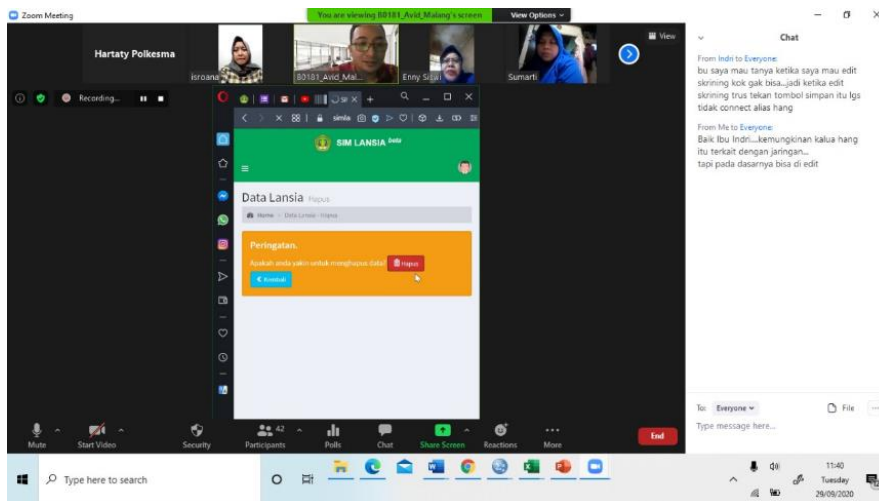 Zoom Meeting
You are viewing B0181_Avid_Malang's screen
View Options
View
Hartaty Polkesma
isroana
B0181_Avid_Mal...
Enny
Sumarti
Recording...
simla
SIM LANSIA Beta
Data Lansia Hapus
Home > Data Lansia - Hapus
Peringatan.
Apakah anda yakin untuk menghapus data? Hapus
Kembali
Chat
From Indri to Everyone:
bu saya mau tanya ketika saya mau edit
skrining kok gak bisa...jadi ketika edit
skrining trus tekan tombol simpan itu lgs
tidak connect alias hang
From Me to Everyone:
Baik Ibu Indri....kemungkinan kalua hang
itu terkait dengan jaringan...
tapi pada dasarnya bisa di edit
To: Everyone
File
Type message here...
Mute
Start Video
Security
Participants
42
Polls
Chat
Share Screen
Reactions
More
End
Type here to search
11:40
Tuesday
29/09/2020